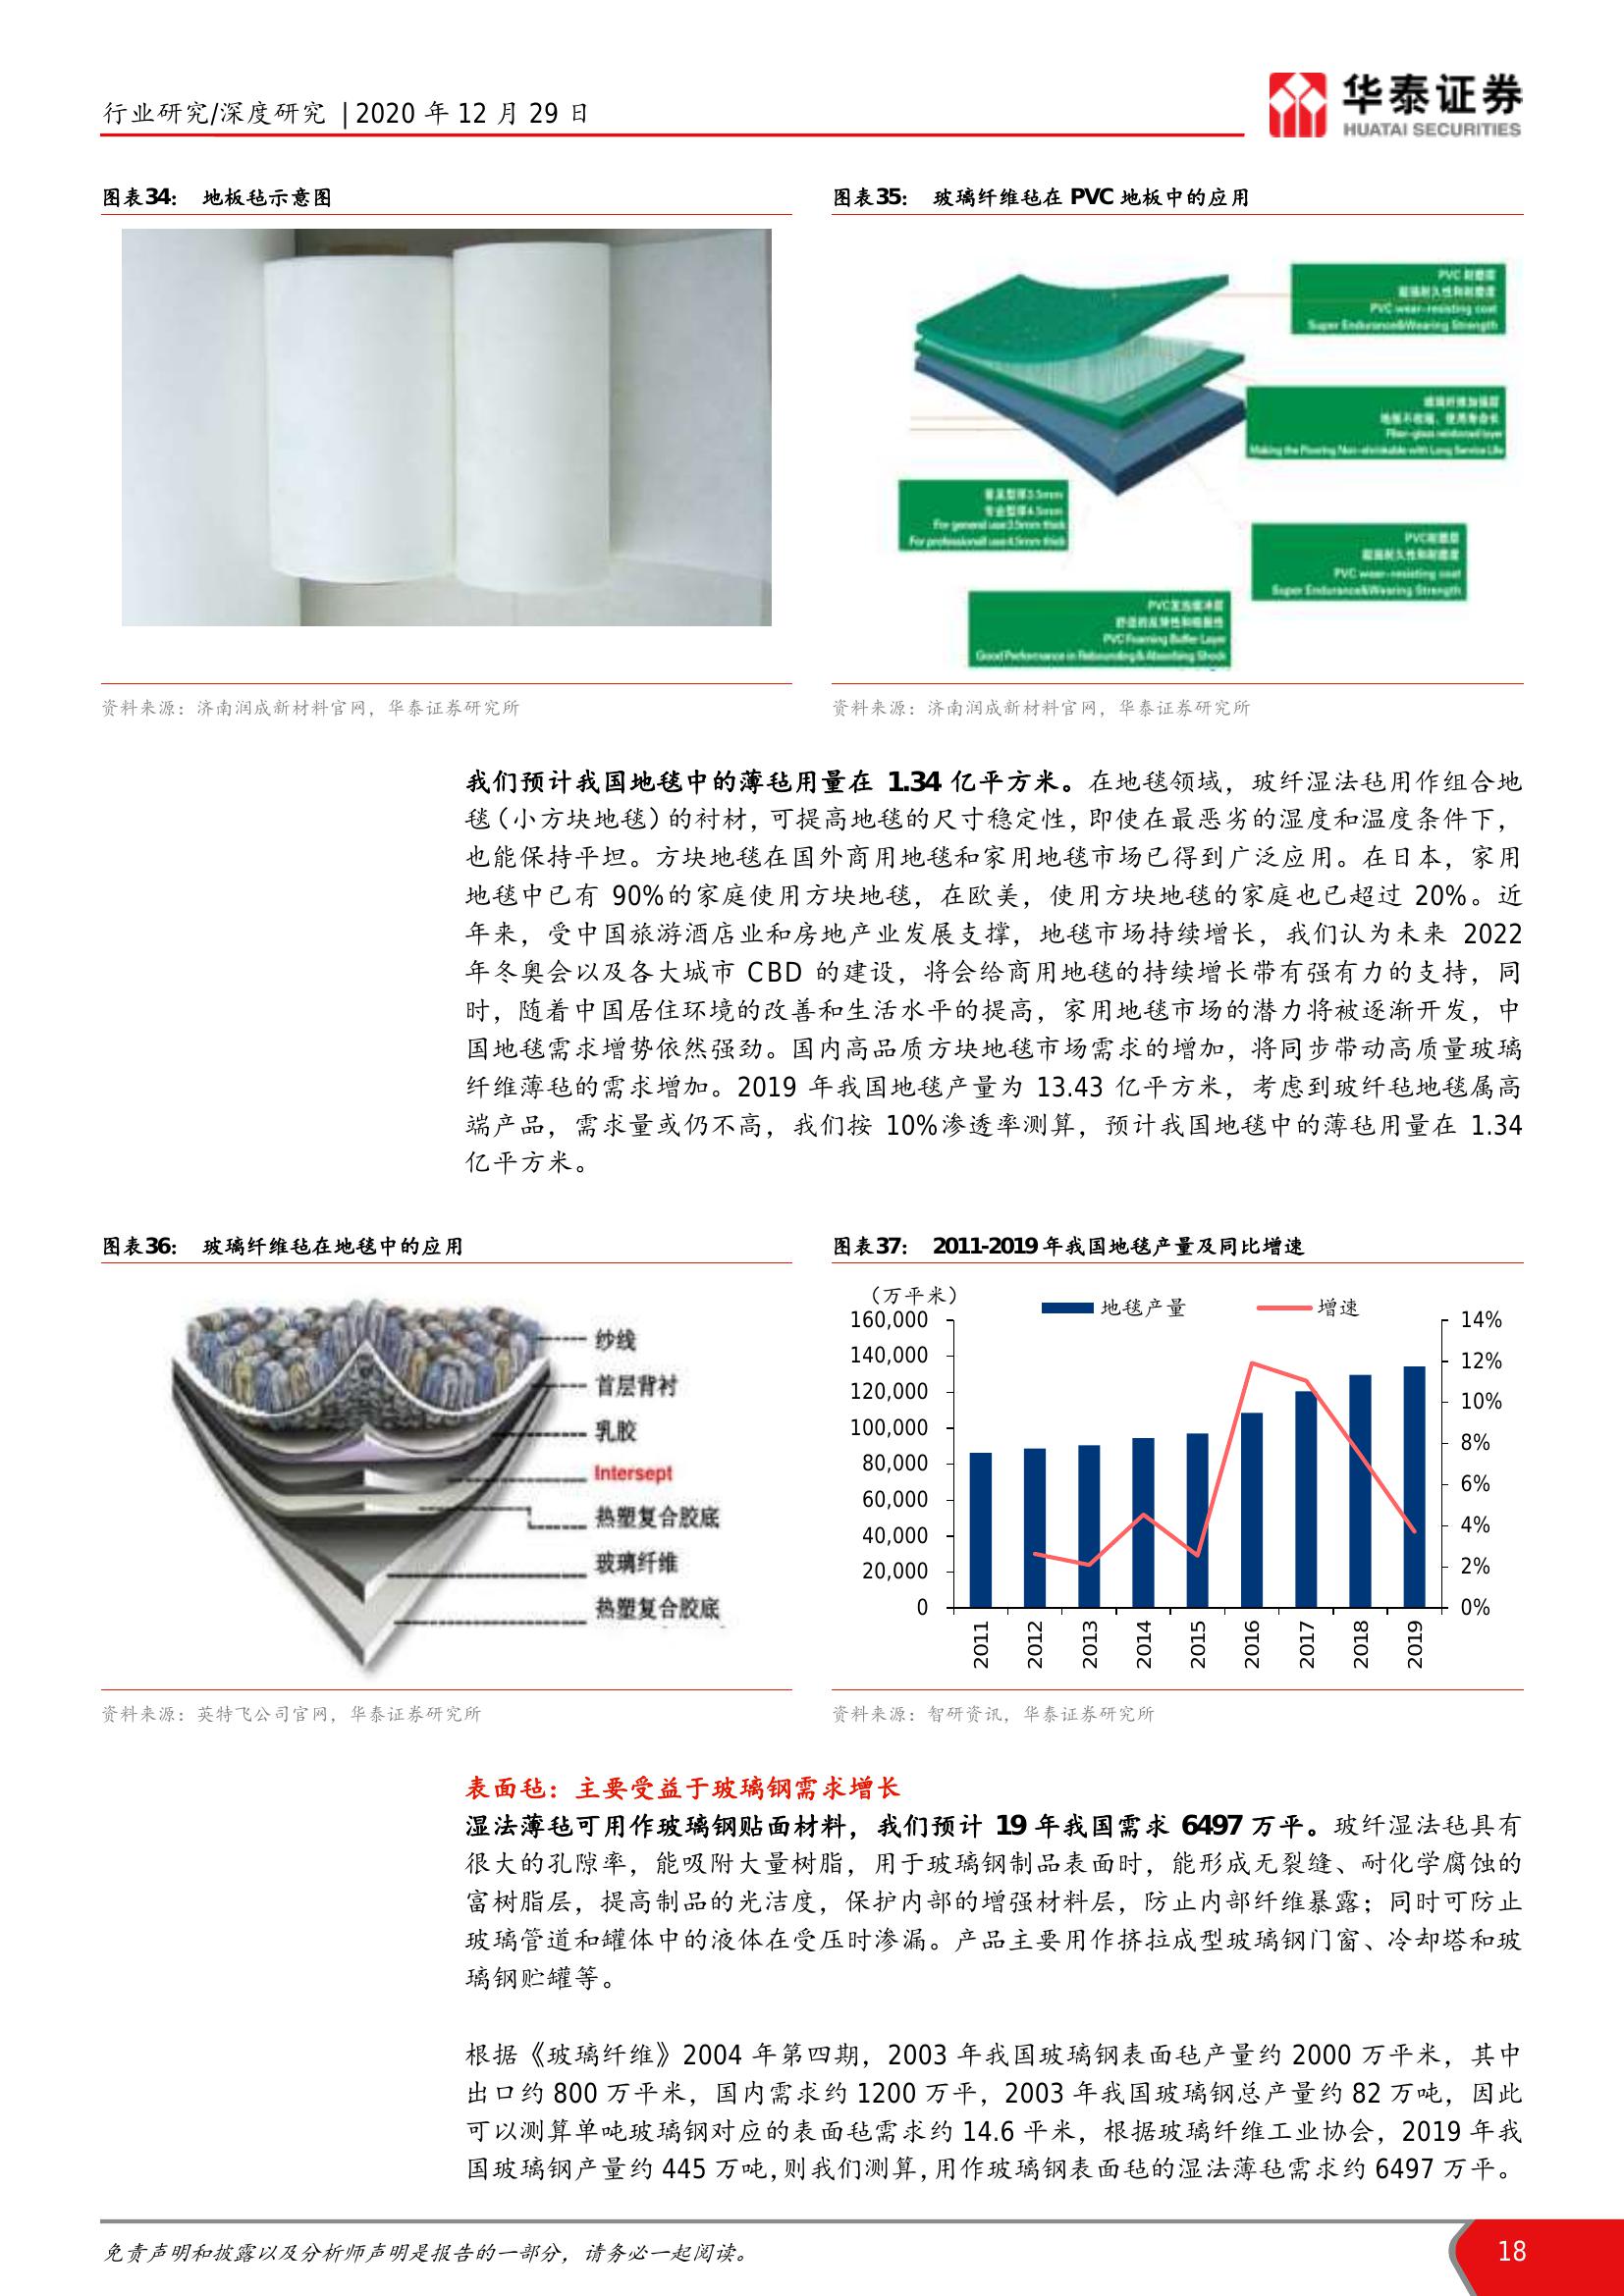 行业研究/深度研究 | 2020 年 12 月 29 日
华泰证券
HUATAI SECURITIES
图表34: 地板毡示意图
图表35: 玻璃纤维毡在 PVC 地板中的应用
PVC 耐磨层
超强耐久性和耐磨度
PVC wear-resisting coat
Super Endurance&Wearing Strength
玻璃纤维加强层
地板不收缩、使用寿命长
Fiber-glass reinforced layer
Making the Flooring Non-shrinkable with Long Service Life
普及型厚3.5mm
专业型厚4.5mm
For general use3.5mm thick
For professionall use4.5mm thick
PVC耐磨层
超强耐久性和耐磨度
PVC wear-resisting coat
Super Endurance&Wearing Strength
PVC发泡缓冲层
PVC Foaming Buffer Layer
Good Performance in Rebounding & Absorbing Shock
资料来源：济南润成新材料官网，华泰证券研究所
资料来源：济南润成新材料官网，华泰证券研究所
我们预计我国地毯中的薄毡用量在 1.34 亿平方米。在地毯领域，玻纤湿法毡用作组合地
毯（小方块地毯）的衬材，可提高地毯的尺寸稳定性，即使在最恶劣的湿度和温度条件下，
也能保持平坦。方块地毯在国外商用地毯和家用地毯市场已得到广泛应用。在日本，家用
地毯中已有 90%的家庭使用方块地毯，在欧美，使用方块地毯的家庭也已超过 20%。近
年来，受中国旅游酒店业和房地产业发展支撑，地毯市场持续增长，我们认为未来 2022
年冬奥会以及各大城市 CBD 的建设，将会给商用地毯的持续增长带有强有力的支持，同
时，随着中国居住环境的改善和生活水平的提高，家用地毯市场的潜力将被逐渐开发，中
国地毯需求增势依然强劲。国内高品质方块地毯市场需求的增加，将同步带动高质量玻璃
纤维薄毡的需求增加。2019 年我国地毯产量为 13.43 亿平方米，考虑到玻纤毡地毯属高
端产品，需求量或仍不高，我们按 10%渗透率测算，预计我国地毯中的薄毡用量在 1.34
亿平方米。
图表36: 玻璃纤维毡在地毯中的应用
图表37: 2011-2019 年我国地毯产量及同比增速
纱线
首层背衬
乳胶
Intersept
热塑复合胶底
玻璃纤维
热塑复合胶底
（万平米）
地毯产量 增速
160,000
140,000
120,000
100,000
80,000
60,000
40,000
20,000
0
14%
12%
10%
8%
6%
4%
2%
0%
2011 2012 2013 2014 2015 2016 2017 2018 2019
资料来源：英特飞公司官网，华泰证券研究所
资料来源：智研资讯，华泰证券研究所
表面毡：主要受益于玻璃钢需求增长
湿法薄毡可用作玻璃钢贴面材料，我们预计 19 年我国需求 6497 万平。玻纤湿法毡具有
很大的孔隙率，能吸附大量树脂，用于玻璃钢制品表面时，能形成无裂缝、耐化学腐蚀的
富树脂层，提高制品的光洁度，保护内部的增强材料层，防止内部纤维暴露；同时可防止
玻璃管道和罐体中的液体在受压时渗漏。产品主要用作挤拉成型玻璃钢门窗、冷却塔和玻
璃钢贮罐等。
根据《玻璃纤维》2004 年第四期，2003 年我国玻璃钢表面毡产量约 2000 万平米，其中
出口约 800 万平米，国内需求约 1200 万平，2003 年我国玻璃钢总产量约 82 万吨，因此
可以测算单吨玻璃钢对应的表面毡需求约 14.6 平米，根据玻璃纤维工业协会，2019 年我
国玻璃钢产量约 445 万吨，则我们测算，用作玻璃钢表面毡的湿法薄毡需求约 6497 万平。
免责声明和披露以及分析师声明是报告的一部分，请务必一起阅读。
18